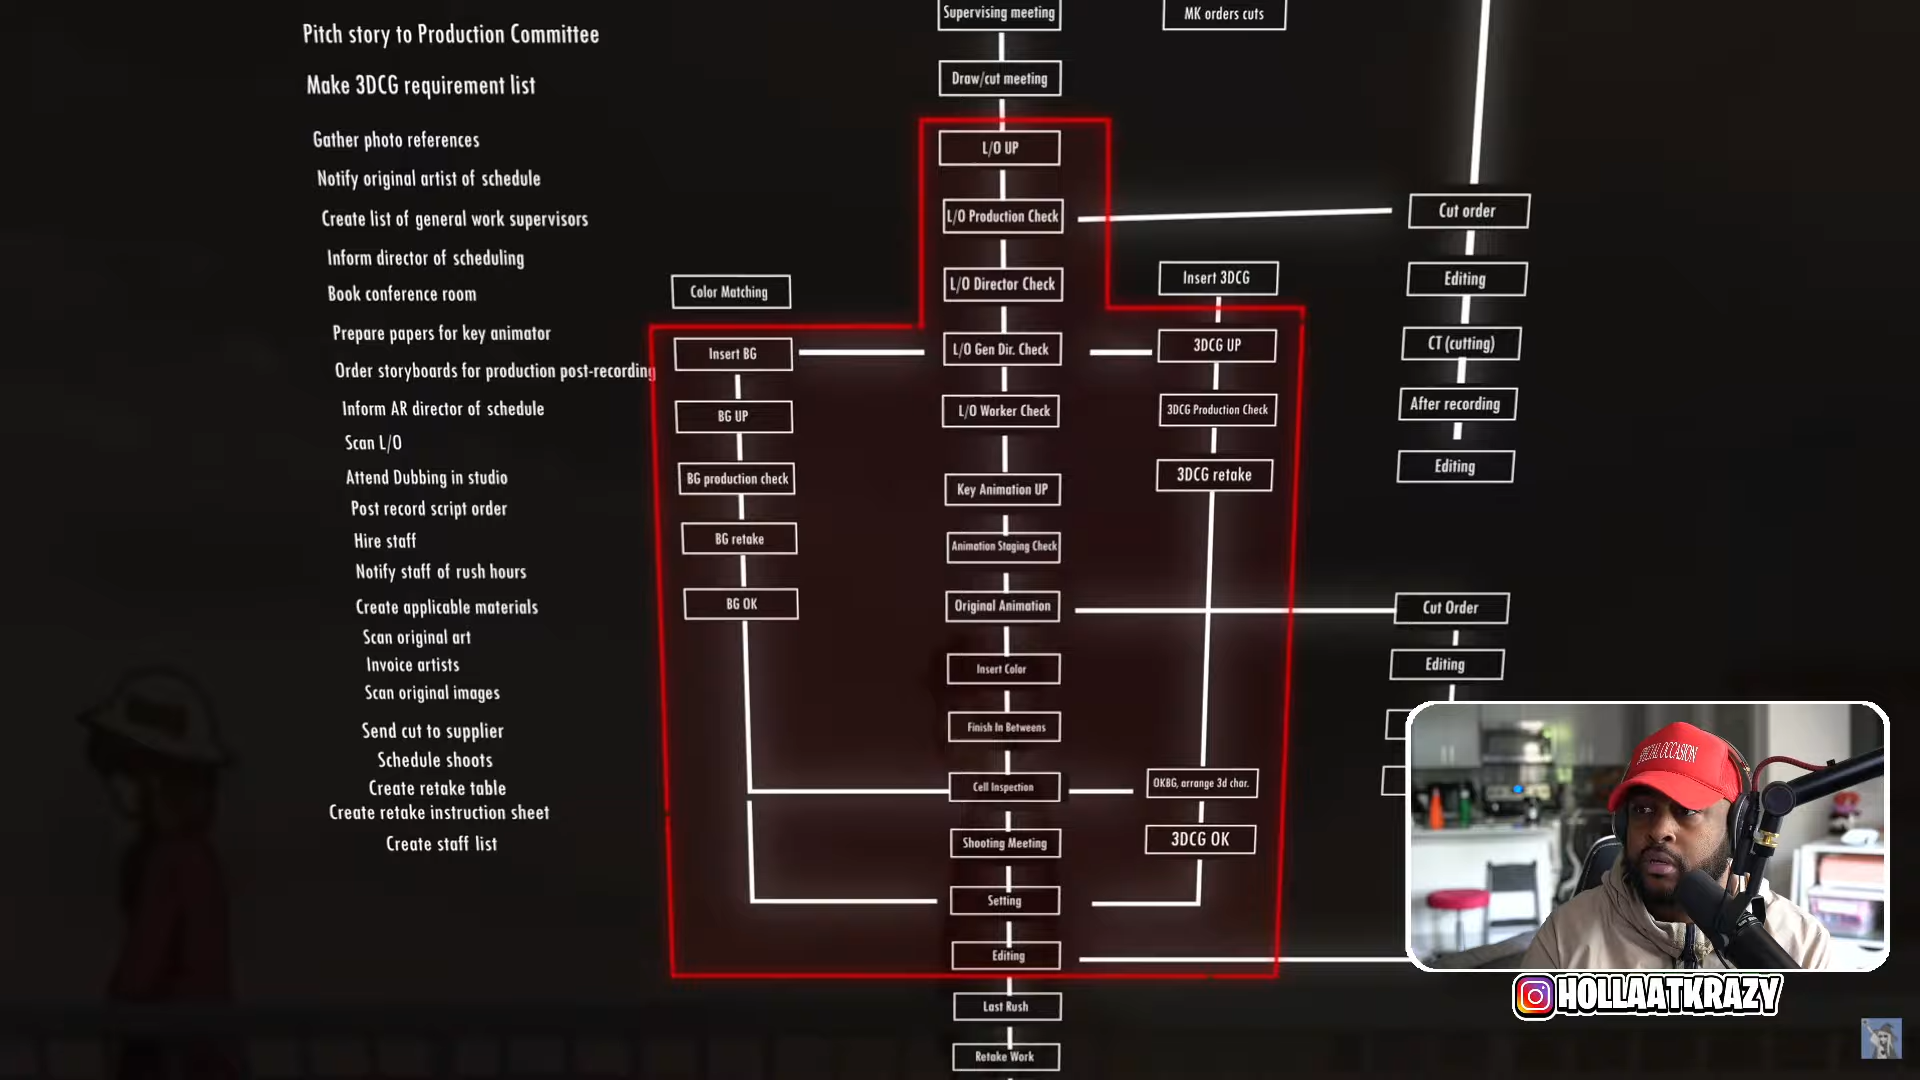 Pitch story to Production Committee
Make 3DCG requirement list
Gather photo references
Notify original artist of schedule
Create list of general work supervisors
Inform director of scheduling
Book conference room
Prepare papers for key animator
Order storyboards for production post-recording
Inform AR director of schedule
Scan L/O
Attend Dubbing in studio
Post record script order
Hire staff
Notify staff of rush hours
Create applicable materials
Scan original art
Invoice artists
Scan original images
Send cut to supplier
Schedule shoots
Create retake table
Create retake instruction sheet
Create staff list
Color Matching
Insert BG
BG UP
BG production check
BG retake
BG OK
Supervising meeting
Draw/cut meeting
L/O UP
L/O Production Check
L/O Director Check
L/O Gen Dir. Check
L/O Worker Check
Key Animation UP
Animation Staging Check
Original Animation
Insert Color
Finish In Betweens
Cell Inspection
Shooting Meeting
Setting
Editing
Last Rush
Retake Work
MK orders cuts
Insert 3DCG
3DCG UP
3DCG Production Check
3DCG retake
OKBG, arrange 3d char.
3DCG OK
Cut order
Editing
CT (cutting)
After recording
Editing
Cut Order
Editing
SPECIAL OCCASION
HOLLAATKRAZY